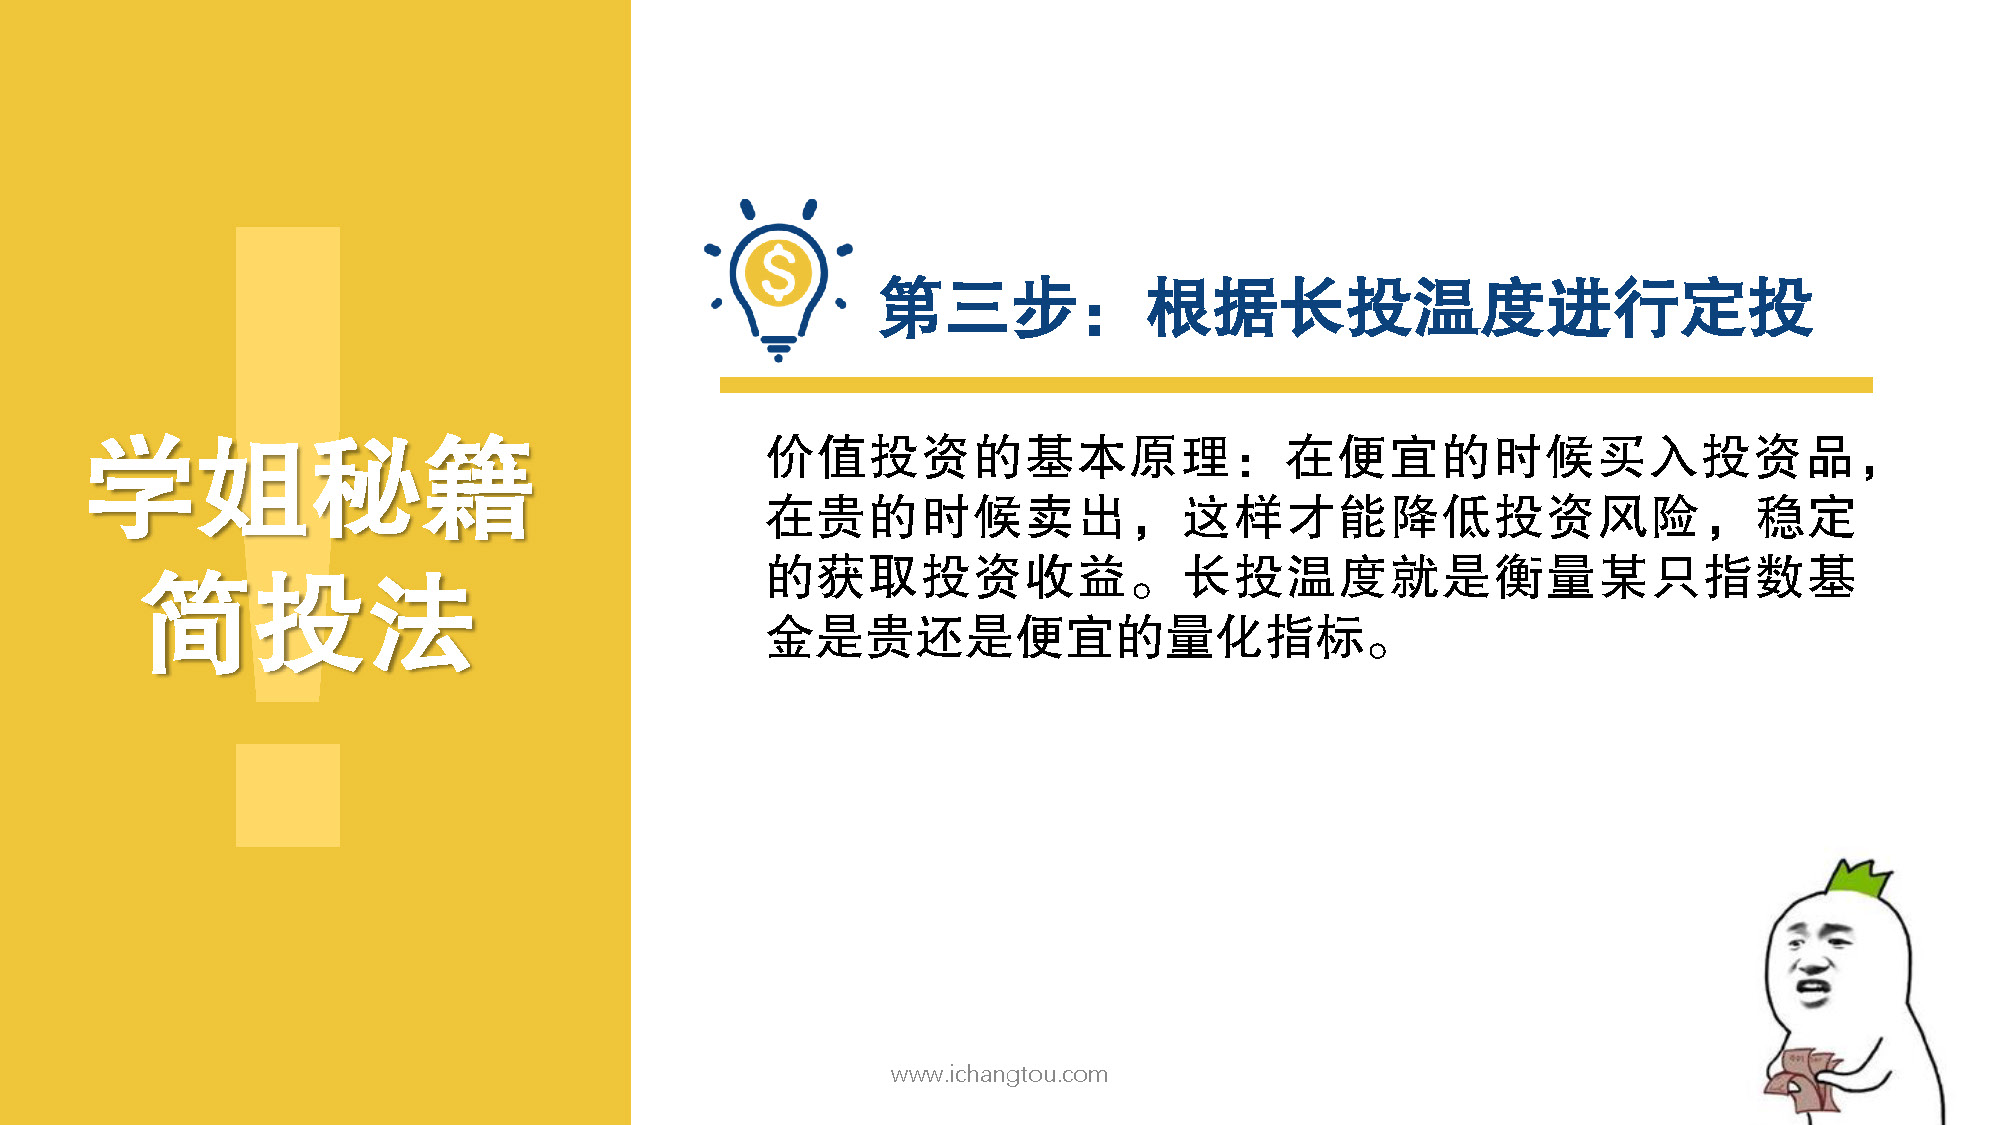 学姐秘籍
简投法
第三步：根据长投温度进行定投
价值投资的基本原理：在便宜的时候买入投资品，
在贵的时候卖出，这样才能降低投资风险，稳定
的获取投资收益。长投温度就是衡量某只指数基
金是贵还是便宜的量化指标。
www.ichangtou.com